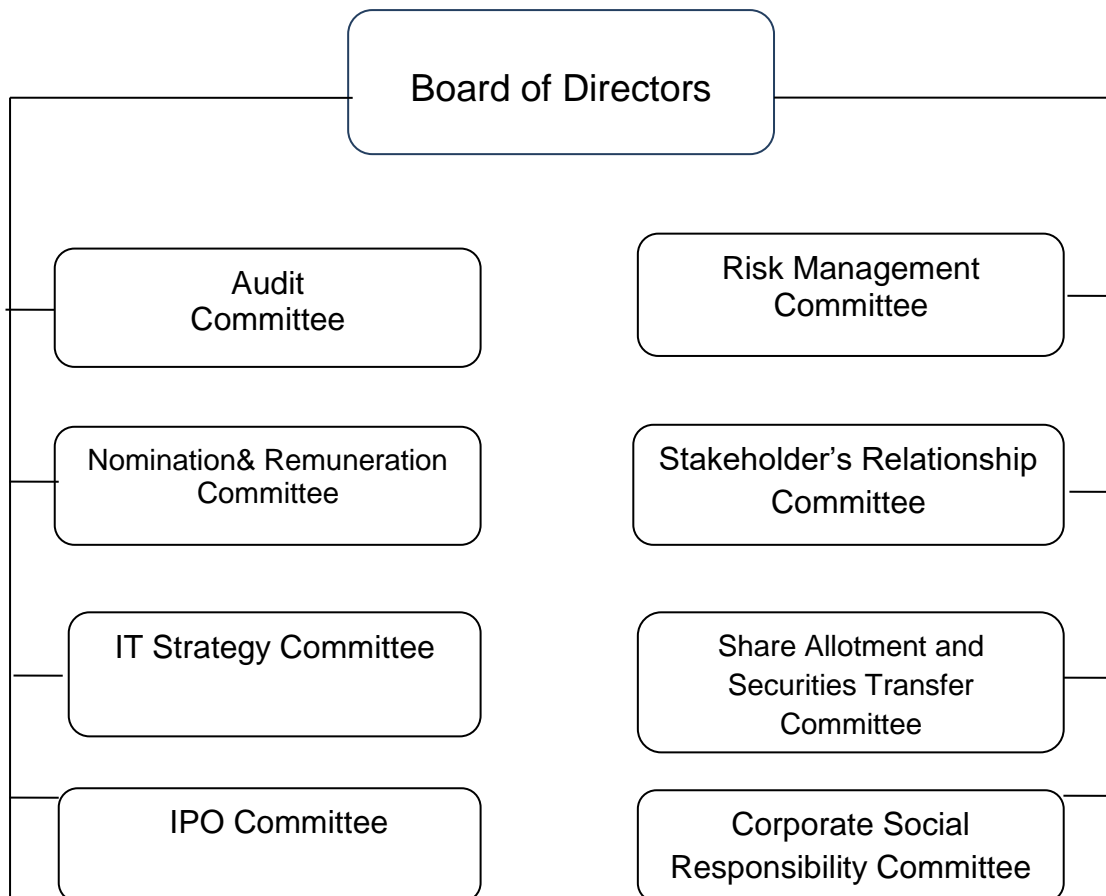 Board of Directors
Audit
Committee
Risk Management
Committee
Nomination& Remuneration
Committee
Stakeholder’s Relationship
Committee
IT Strategy Committee
Share Allotment and
Securities Transfer
Committee
IPO Committee
Corporate Social
Responsibility Committee